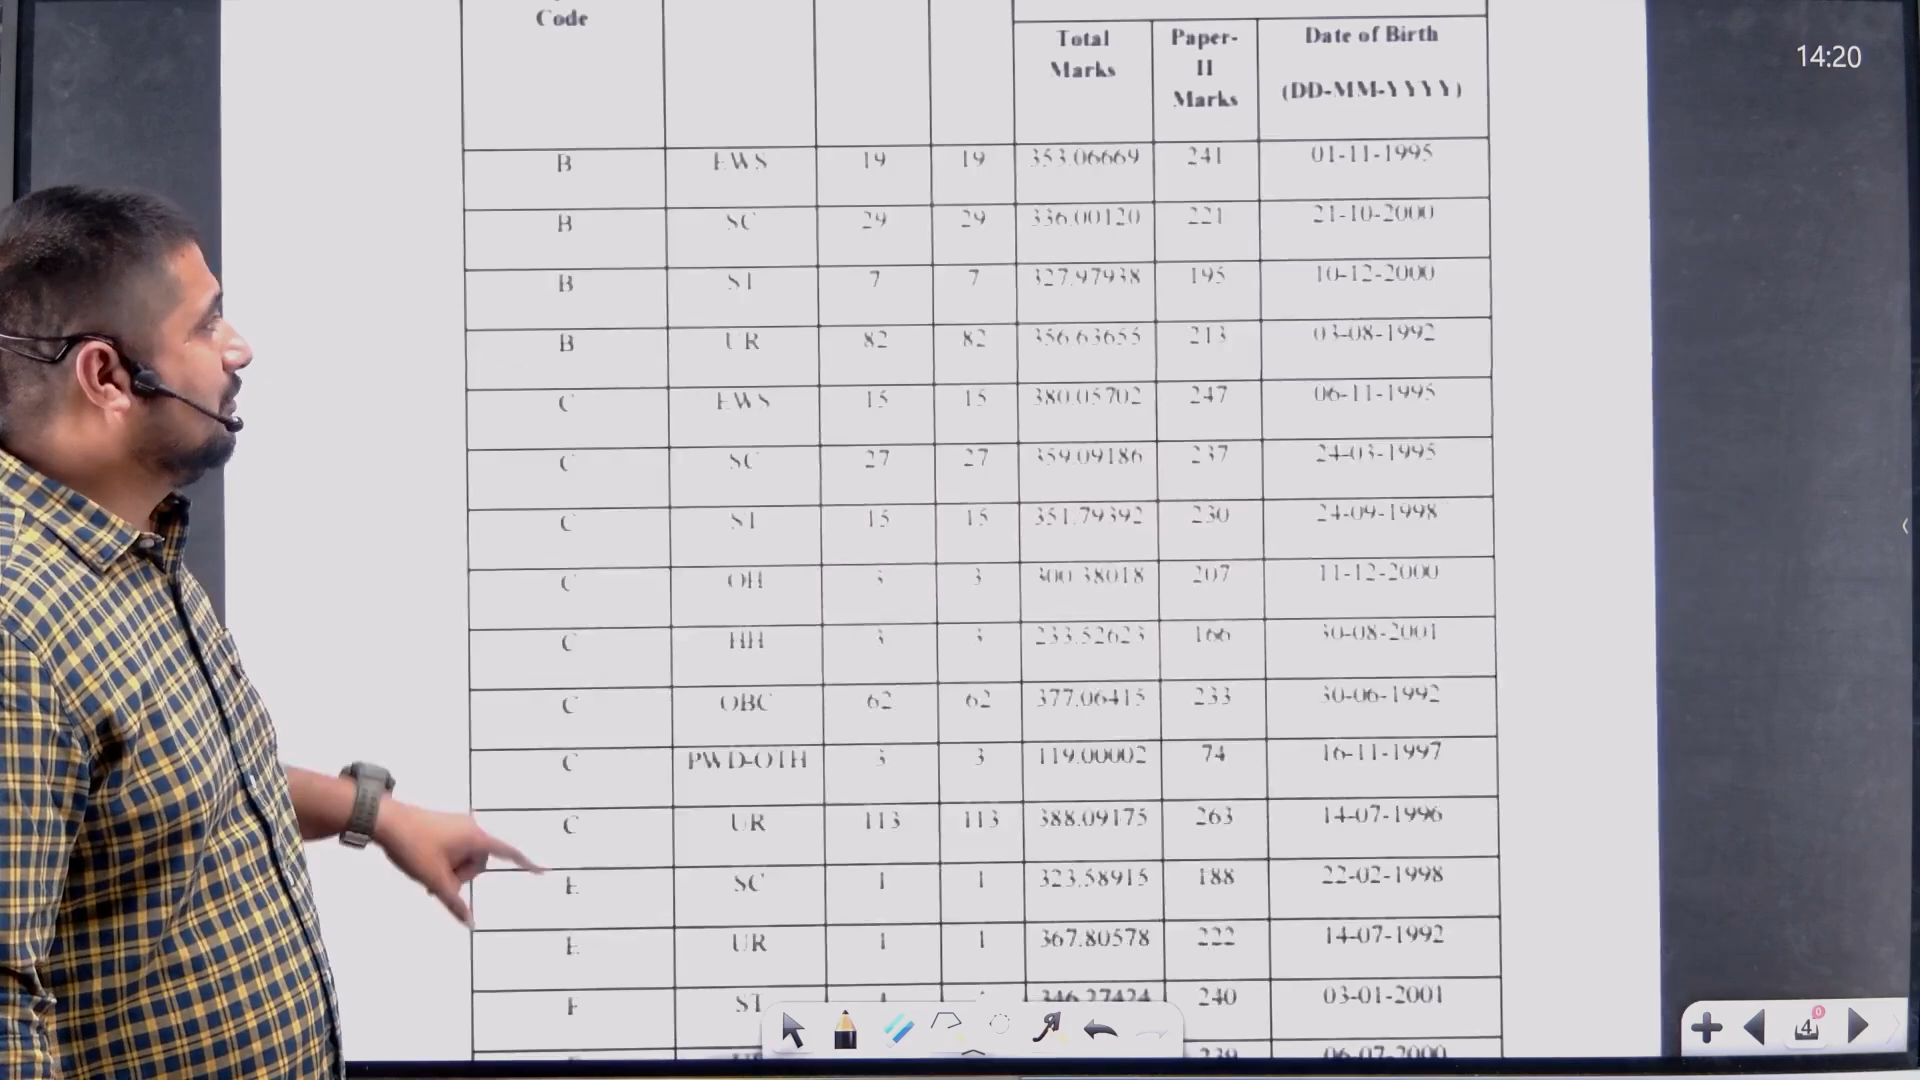 Code
Total Marks
Paper-II Marks
Date of Birth
(DD-MM-YYYY)
14:20
B EWS 19 19 353.06669 241 01-11-1995
B SC 29 29 336.00120 221 21-10-2000
B ST 7 7 327.97938 195 10-12-2000
B UR 82 82 356.63655 213 03-08-1992
C EWS 15 15 380.05702 247 06-11-1995
C SC 27 27 359.09186 237 24-03-1995
C ST 15 15 351.79392 230 24-09-1998
C OH 3 3 300.38018 207 11-12-2000
C HH 3 3 233.52623 166 30-08-2001
C OBC 62 62 377.06415 233 30-06-1992
C PWD-OTH 3 3 119.00002 74 16-11-1997
C UR 113 113 388.09175 263 14-07-1996
E SC 1 1 323.58915 188 22-02-1998
E UR 1 1 367.80578 222 14-07-1992
F ST 346.27424 240 03-01-2001
239 06-07-2000
4